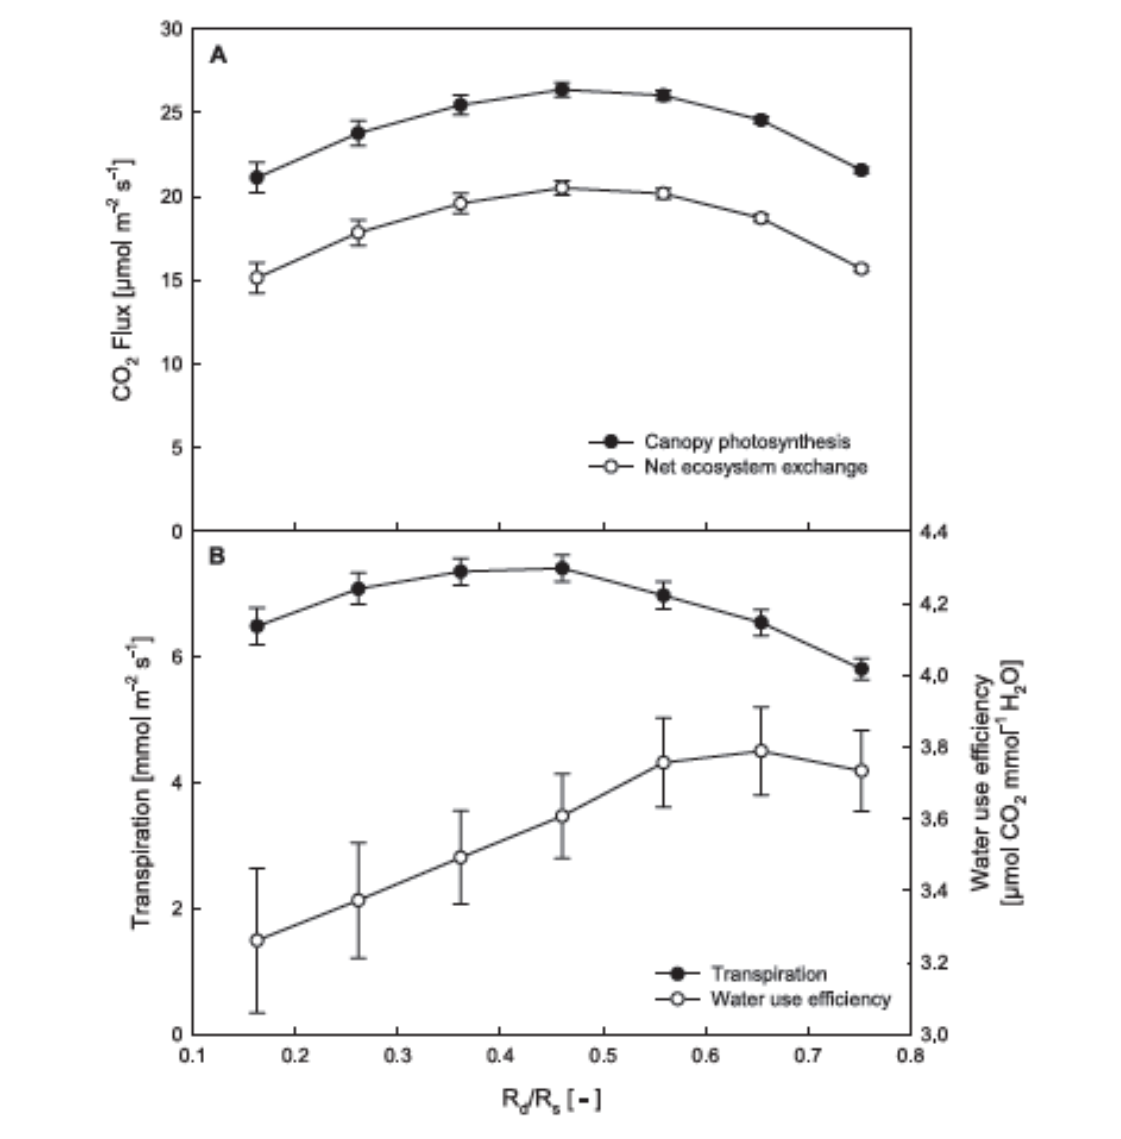 A
30
25
20
15
10
5
0
CO₂ Flux [µmol m⁻² s⁻¹]
Canopy photosynthesis
Net ecosystem exchange
B
6
4
2
0
Transpiration [mmol m⁻² s⁻¹]
4.4
4.2
4.0
3.8
3.6
3.4
3.2
3.0
Water use efficiency
[µmol CO₂ mmol⁻¹ H₂O]
Transpiration
Water use efficiency
0.1 0.2 0.3 0.4 0.5 0.6 0.7 0.8
R_d/R_s [-]